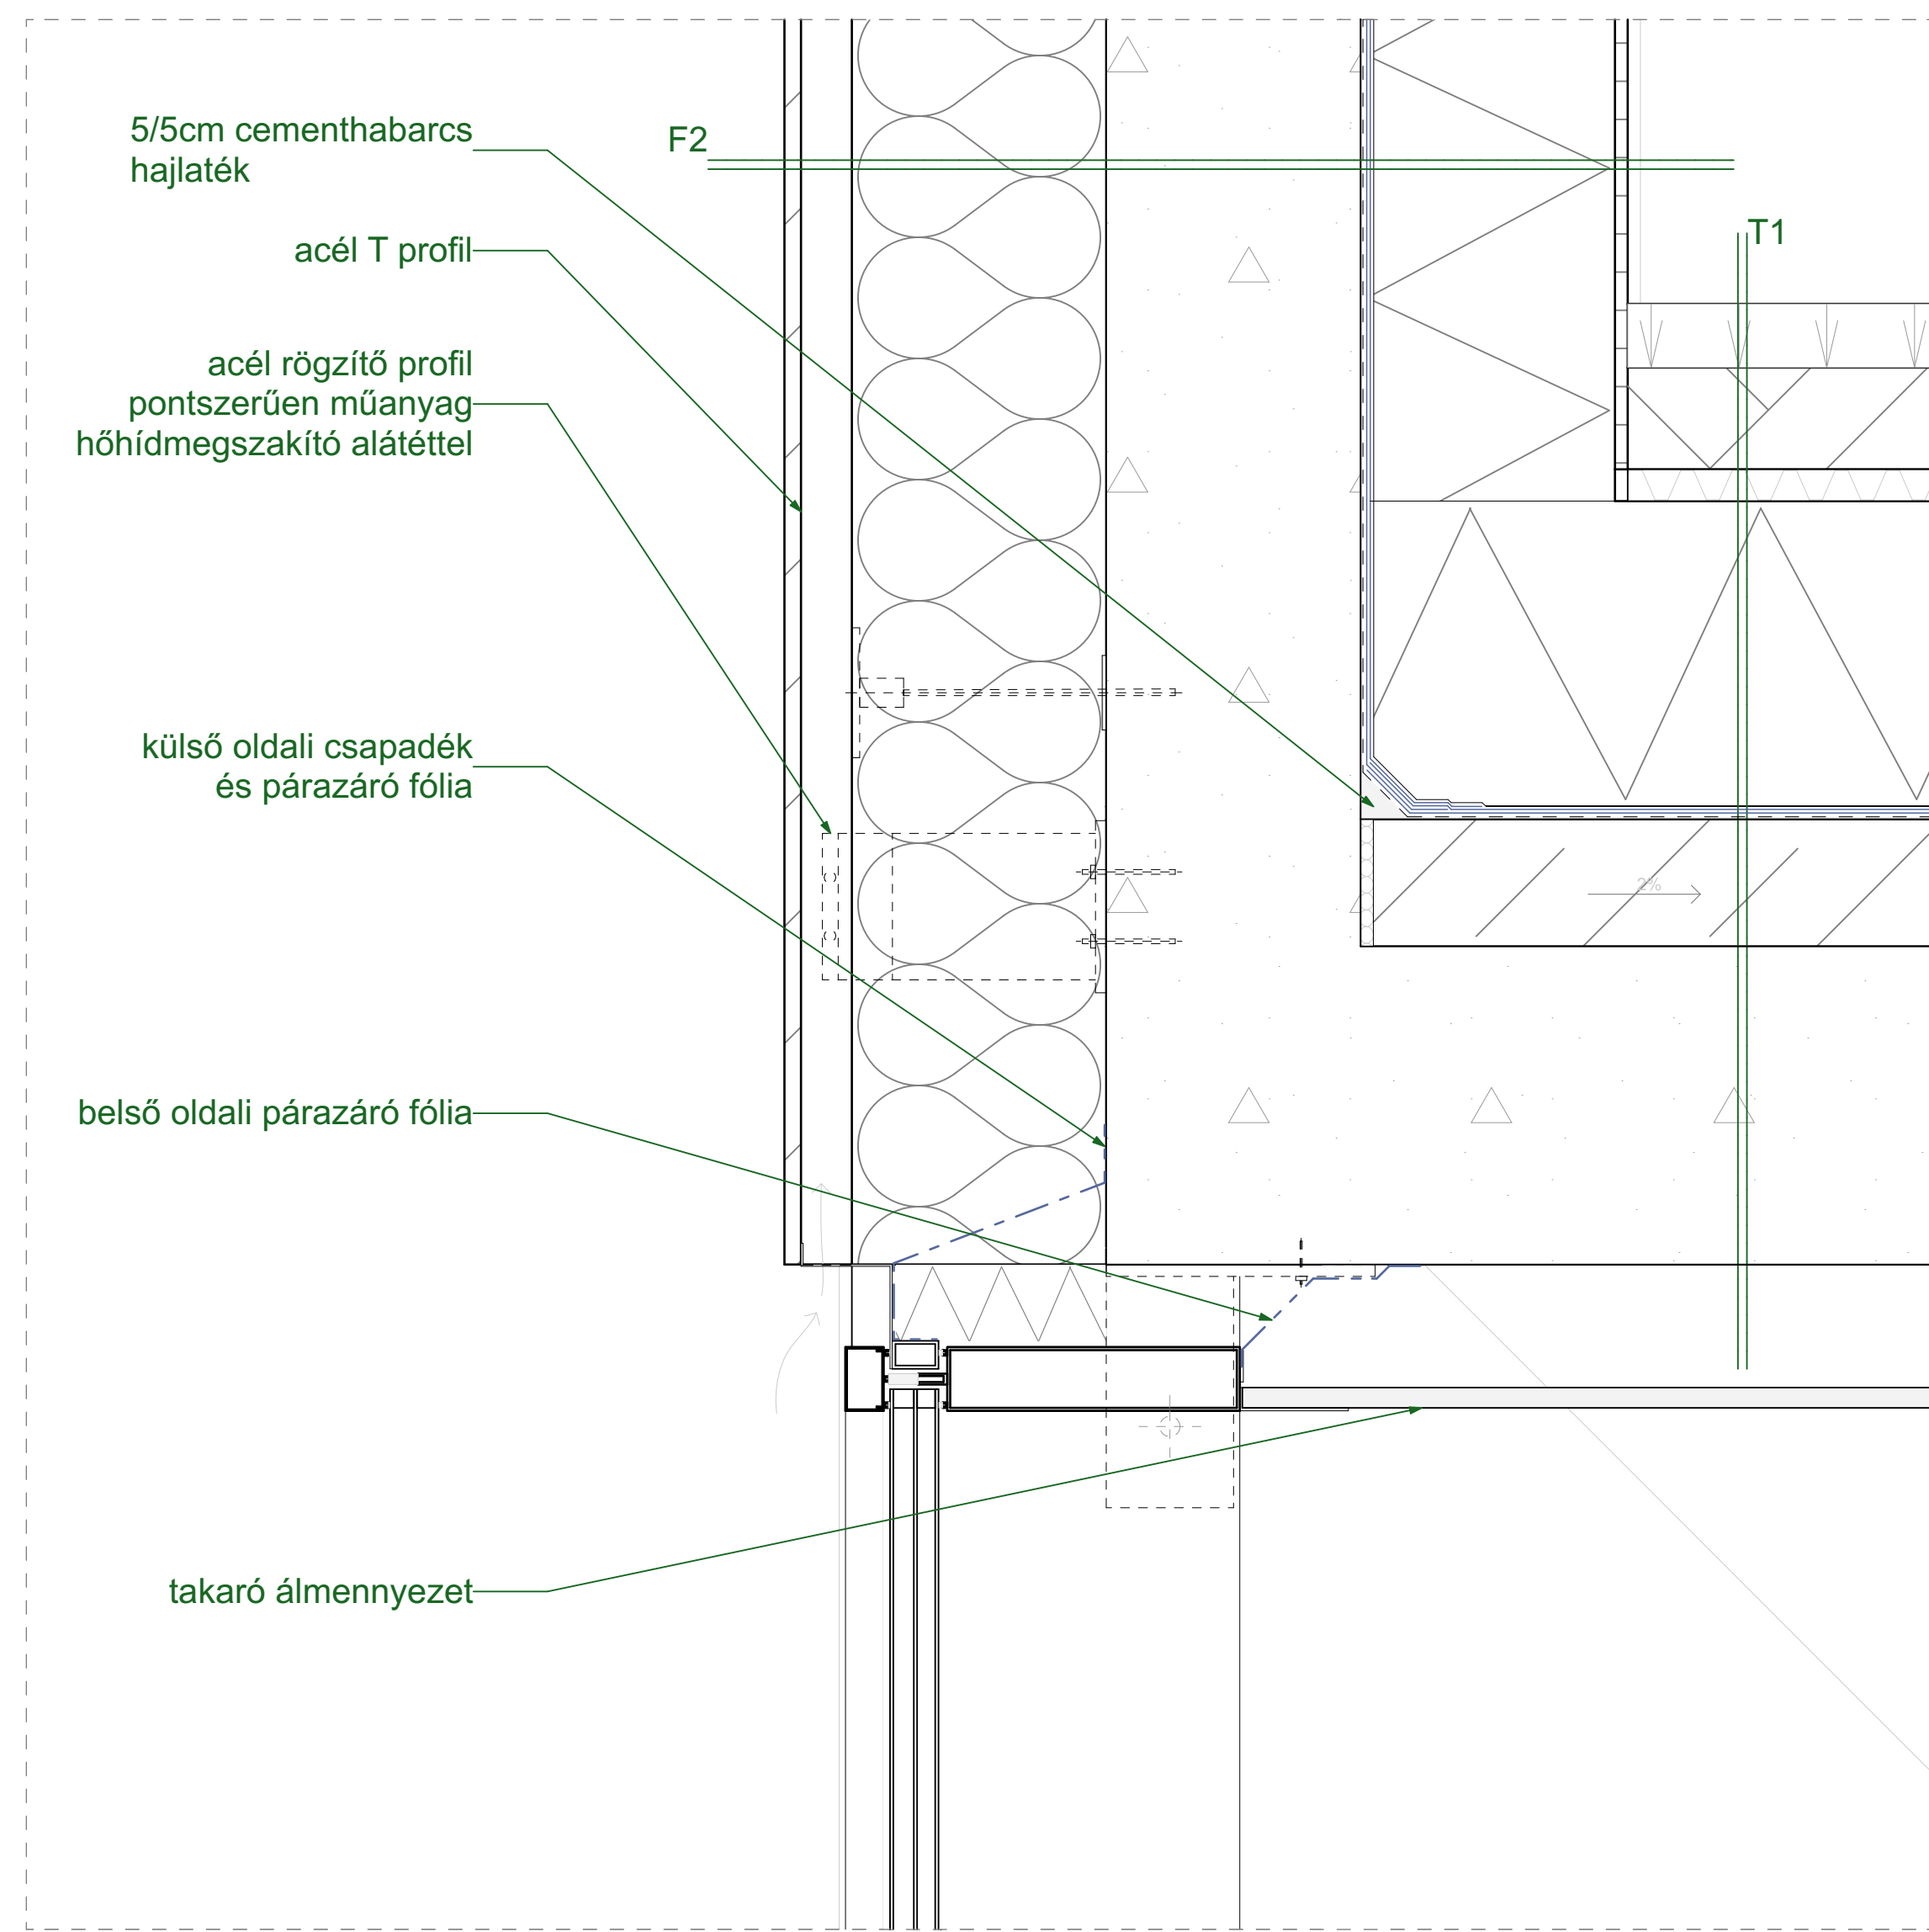 5/5cm cementhabarcs
hajlaték
F2
T1
acél T profil
acél rögzítő profil
pontszerűen műanyag
hőhídmegszakító alátéttel
külső oldali csapadék
és párazáró fólia
2%
belső oldali párazáró fólia
takaró álmennyezet